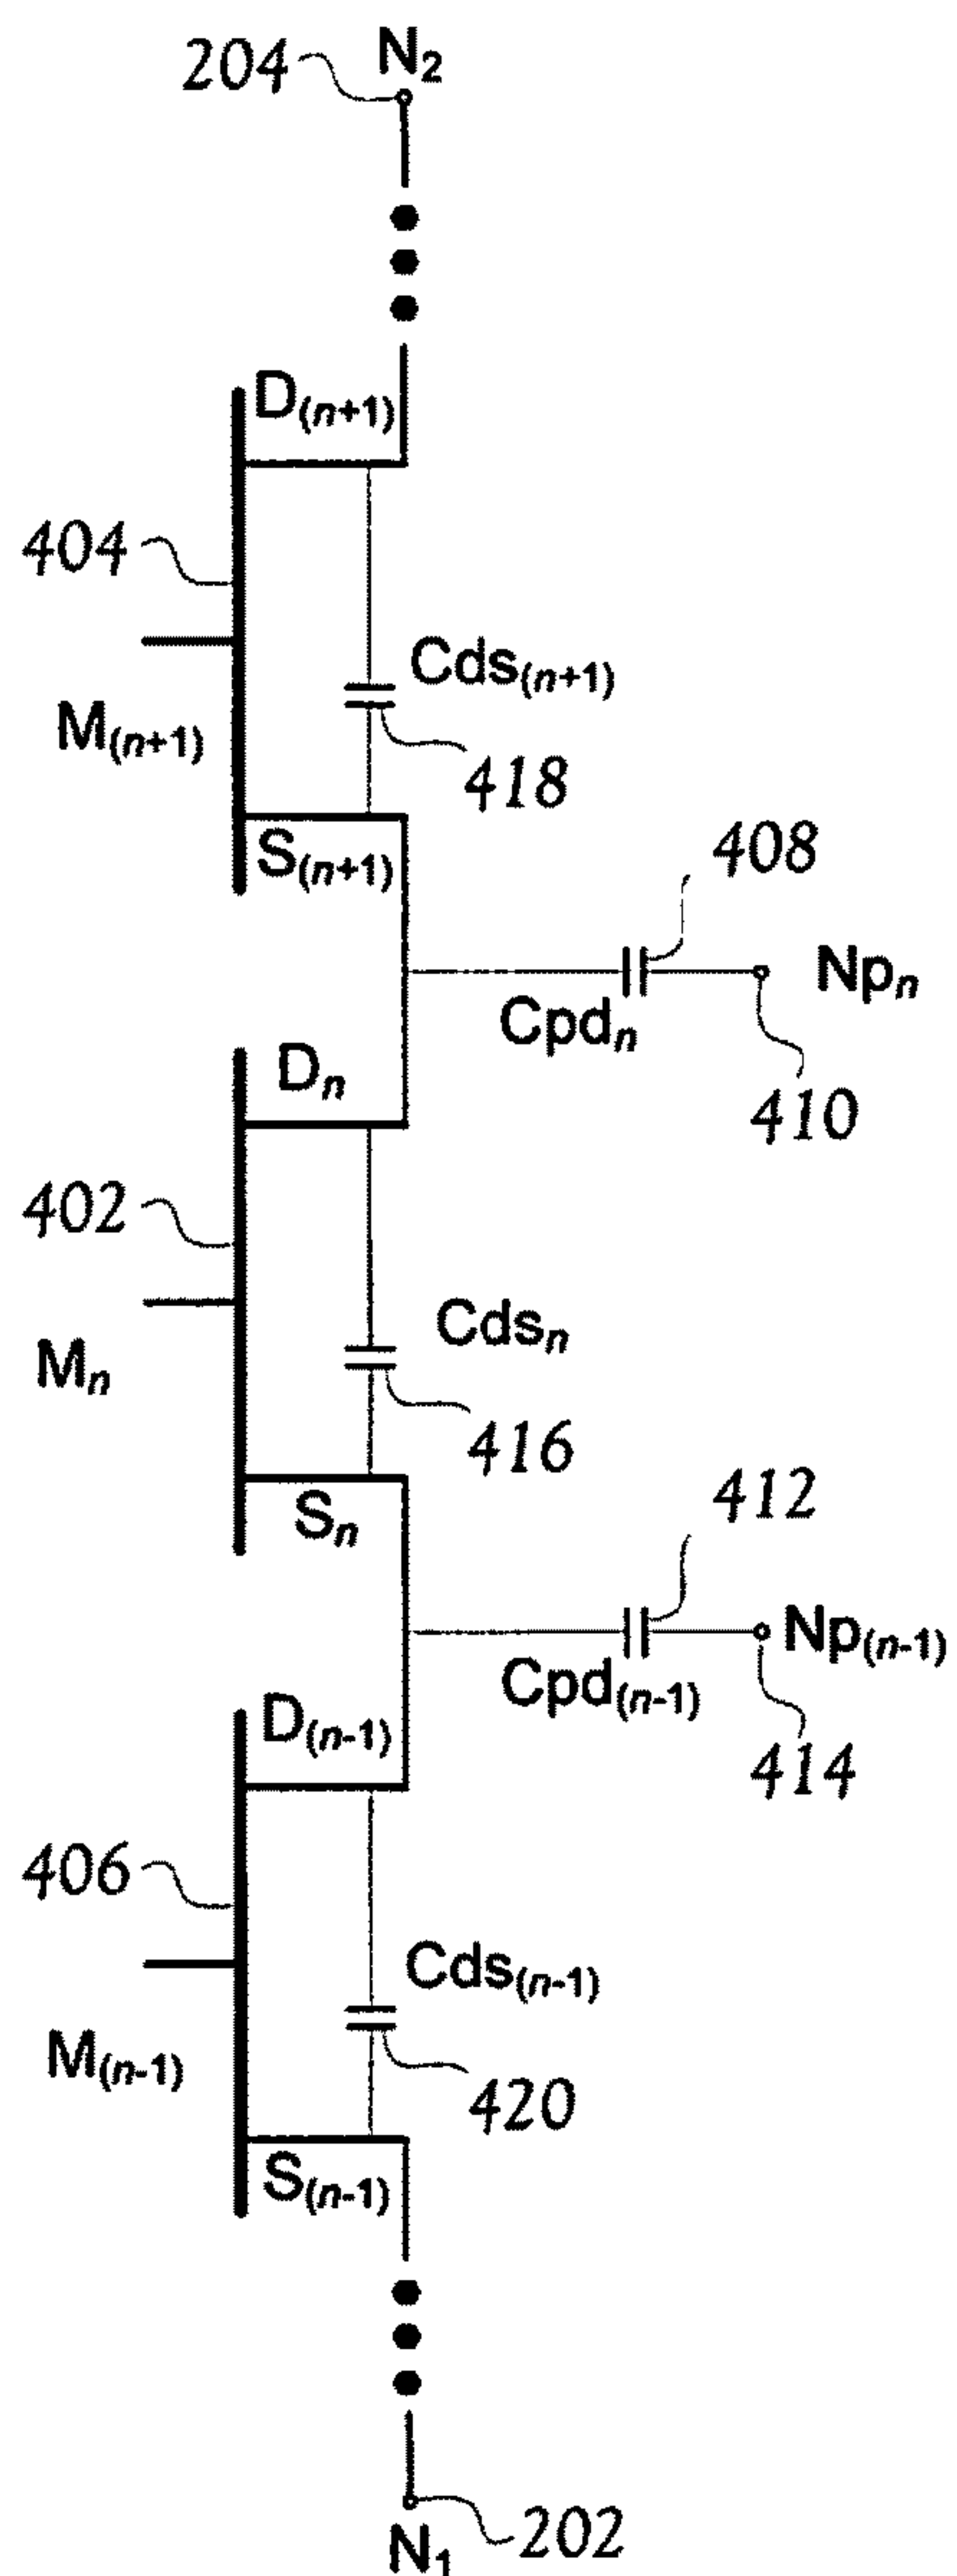 204 N₂
D₍ₙ₊₁₎
404
Cds₍ₙ₊₁₎
M₍ₙ₊₁₎
418
S₍ₙ₊₁₎
408
Npₙ
Cpdₙ
Dₙ
410
402
Cdsₙ
Mₙ
416
412
Sₙ
Np₍ₙ₋₁₎
Cpd₍ₙ₋₁₎
D₍ₙ₋₁₎
414
406
Cds₍ₙ₋₁₎
M₍ₙ₋₁₎
420
S₍ₙ₋₁₎
202
N₁